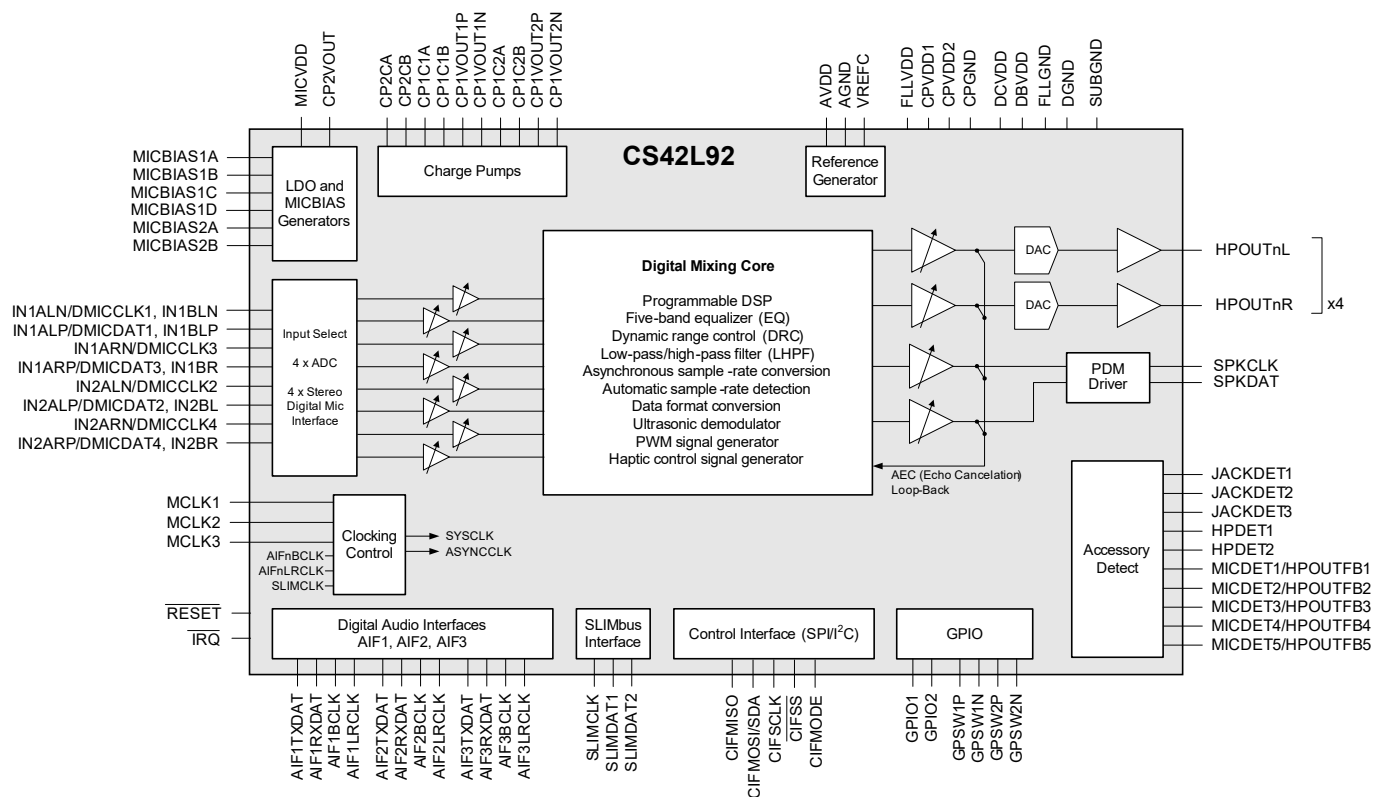 MICVDD
CP2VOUT
CP2CA
CP2CB
CP1C1A
CP1C1B
CP1VOUT1P
CP1VOUT1N
CP1C2A
CP1C2B
CP1VOUT2P
CP1VOUT2N
AVDD
AGND
VREFC
FLLVDD
CPVDD1
CPVDD2
CPGND
DCVDD
DBVDD
FLLGND
DGND
SUBGND
CS42L92
MICBIAS1A
MICBIAS1B
MICBIAS1C
MICBIAS1D
MICBIAS2A
MICBIAS2B
LDO and
MICBIAS
Generators
Charge Pumps
Reference
Generator
IN1ALN/DMICCLK1, IN1BLN
IN1ALP/DMICDAT1, IN1BLP
IN1ARN/DMICCLK3
IN1ARP/DMICDAT3, IN1BR
IN2ALN/DMICCLK2
IN2ALP/DMICDAT2, IN2BL
IN2ARN/DMICCLK4
IN2ARP/DMICDAT4, IN2BR
Input Select
4 x ADC
4 x Stereo
Digital Mic
Interface
Digital Mixing Core
Programmable DSP
Five-band equalizer (EQ)
Dynamic range control (DRC)
Low-pass/high-pass filter (LHPF)
Asynchronous sample -rate conversion
Automatic sample -rate detection
Data format conversion
Ultrasonic demodulator
PWM signal generator
Haptic control signal generator
DAC
DAC
HPOUTnL
HPOUTnR
x4
PDM
Driver
SPKCLK
SPKDAT
AEC (Echo Cancelation)
Loop-Back
MCLK1
MCLK2
MCLK3
AIFnBCLK
AIFnLRCLK
SLIMCLK
Clocking
Control
SYSCLK
ASYNCCLK
Accessory
Detect
JACKDET1
JACKDET2
JACKDET3
HPDET1
HPDET2
MICDET1/HPOUTFB1
MICDET2/HPOUTFB2
MICDET3/HPOUTFB3
MICDET4/HPOUTFB4
MICDET5/HPOUTFB5
RESET
IRQ
Digital Audio Interfaces
AIF1, AIF2, AIF3
SLIMbus
Interface
Control Interface (SPI/I²C)
GPIO
AIF1TXDAT
AIF1RXDAT
AIF1BCLK
AIF1LRCLK
AIF2TXDAT
AIF2RXDAT
AIF2BCLK
AIF2LRCLK
AIF3TXDAT
AIF3RXDAT
AIF3BCLK
AIF3LRCLK
SLIMCLK
SLIMDAT1
SLIMDAT2
CIFMISO
CIFMOSI/SDA
CIFSCLK
CIFSS
CIFMODE
GPIO1
GPIO2
GPSW1P
GPSW1N
GPSW2P
GPSW2N